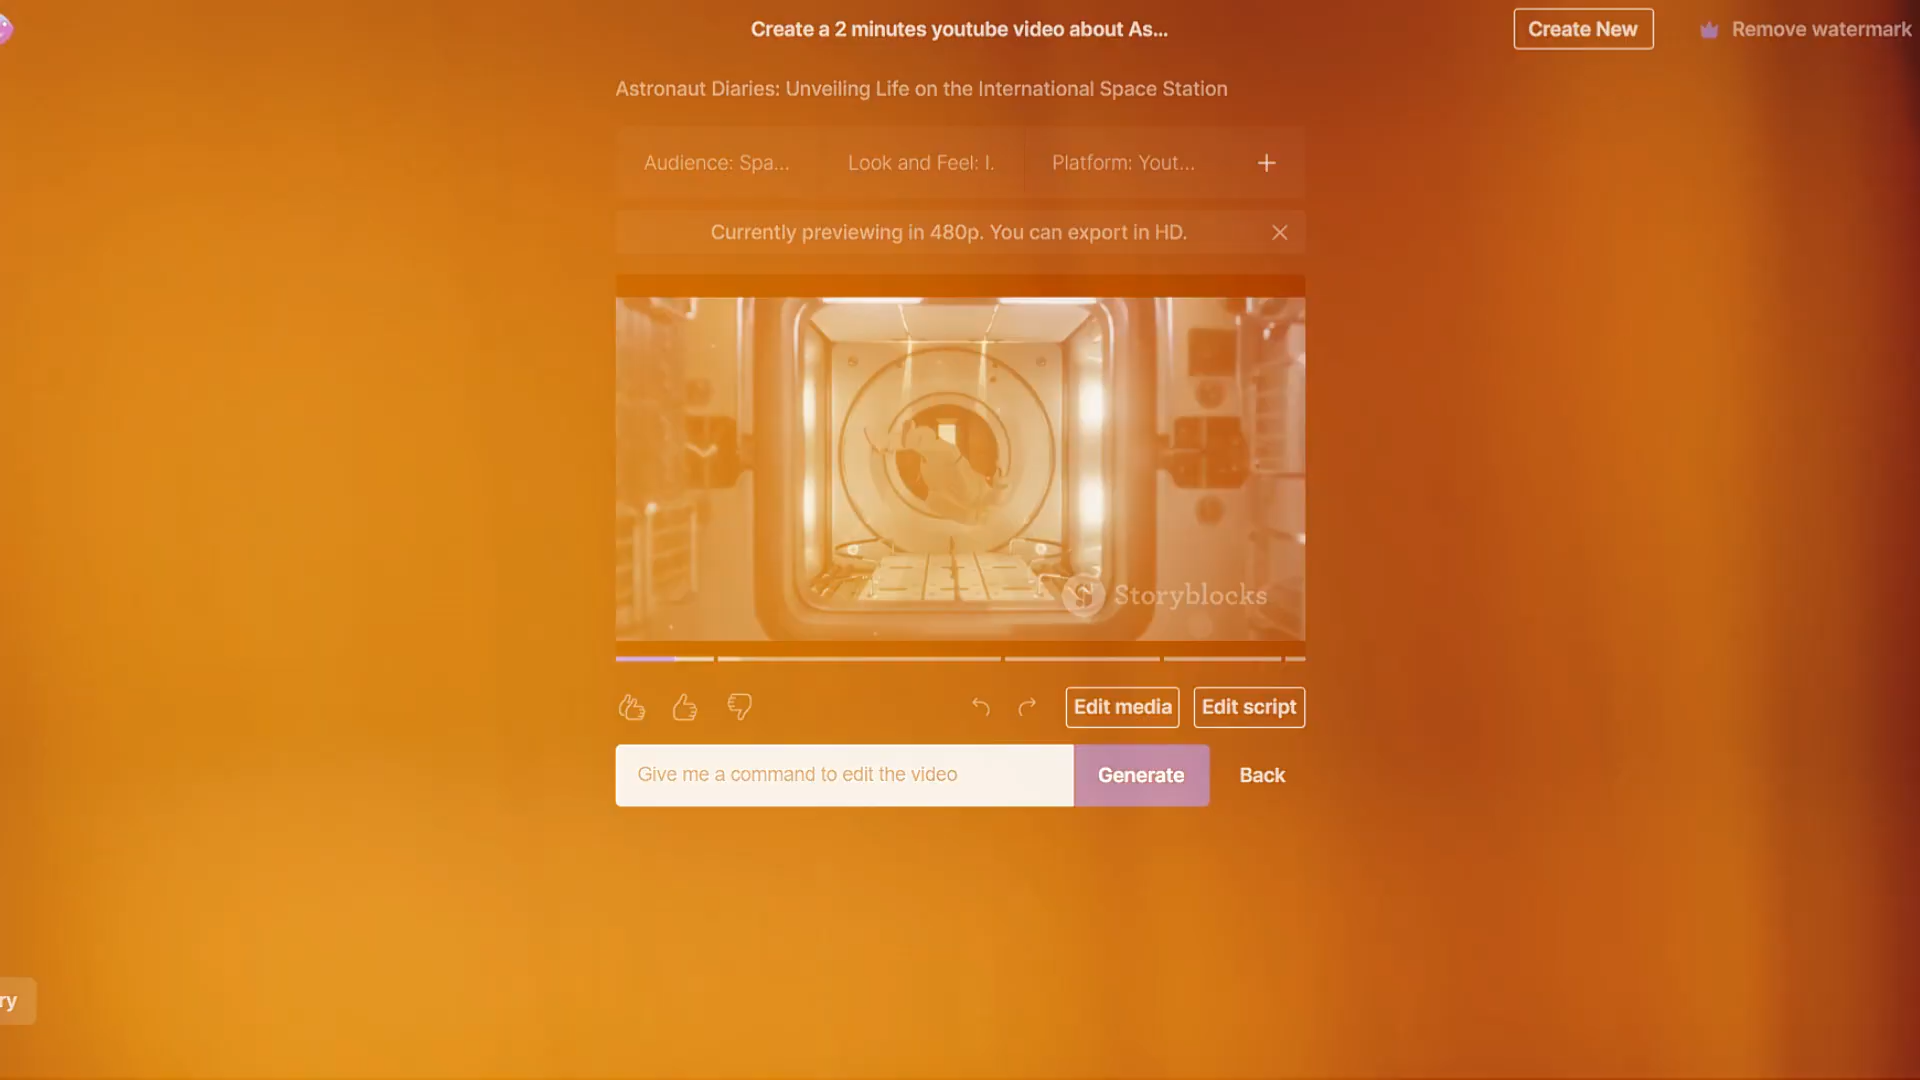 Create a 2 minutes youtube video about As...
Create New
Remove watermark
Astronaut Diaries: Unveiling Life on the International Space Station
Audience: Spa...
Look and Feel: I.
Platform: Yout...
Currently previewing in 480p. You can export in HD.
Storyblocks
Edit media
Edit script
Give me a command to edit the video
Generate
Back
ry